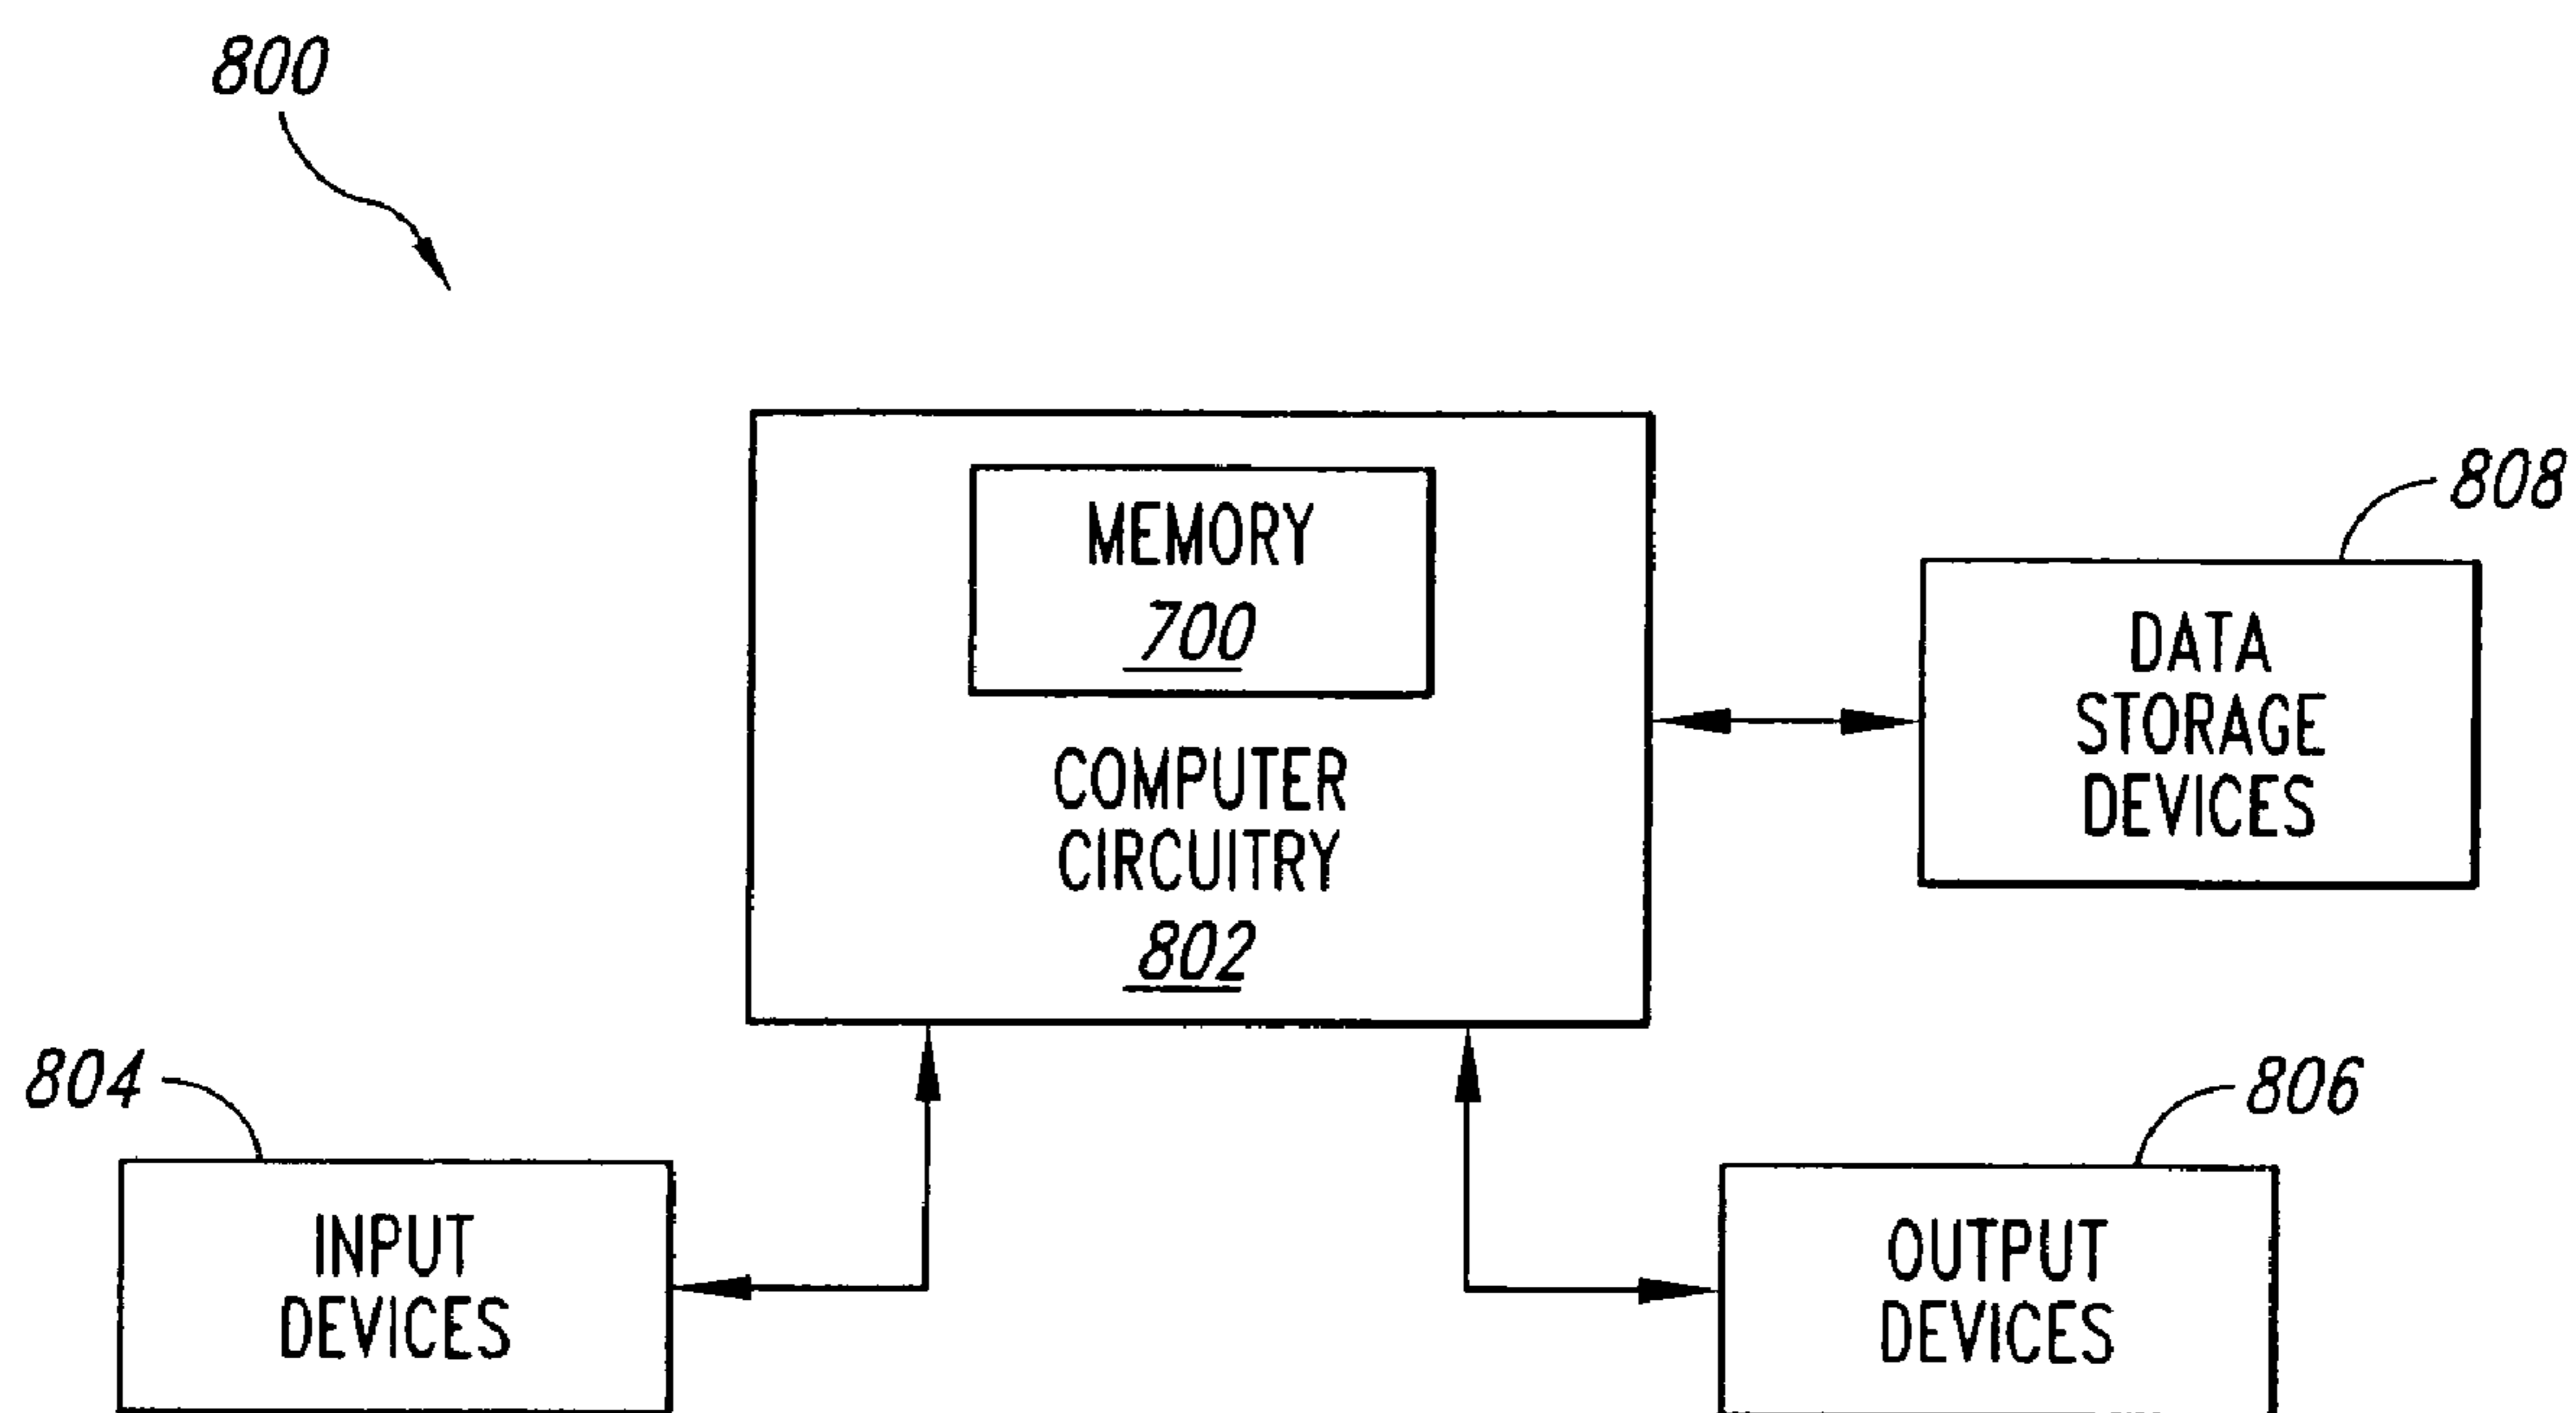 800
MEMORY
700
COMPUTER
CIRCUITRY
802
808
DATA
STORAGE
DEVICES
804
INPUT
DEVICES
806
OUTPUT
DEVICES